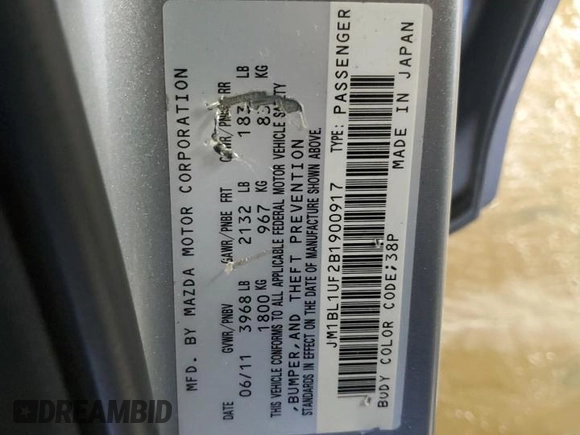 MFD. BY MAZDA MOTOR CORPORATION
DATE GVWR/PNBV GAWR/PNBE FRT RR
06/11 3968 LB 2132 LB LB
1800 KG 967 KG KG
THIS VEHICLE CONFORMS TO ALL APPLICABLE FEDERAL MOTOR VEHICLE SAFETY
,BUMPER,AND THEFT PREVENTION
STANDARDS IN EFFECT ON THE DATE OF MANUFACTURE SHOWN ABOVE.
JM1BL1UF2B1900917 TYPE: PASSENGER
BODY COLOR CODE;38P MADE IN JAPAN
DREAMBID